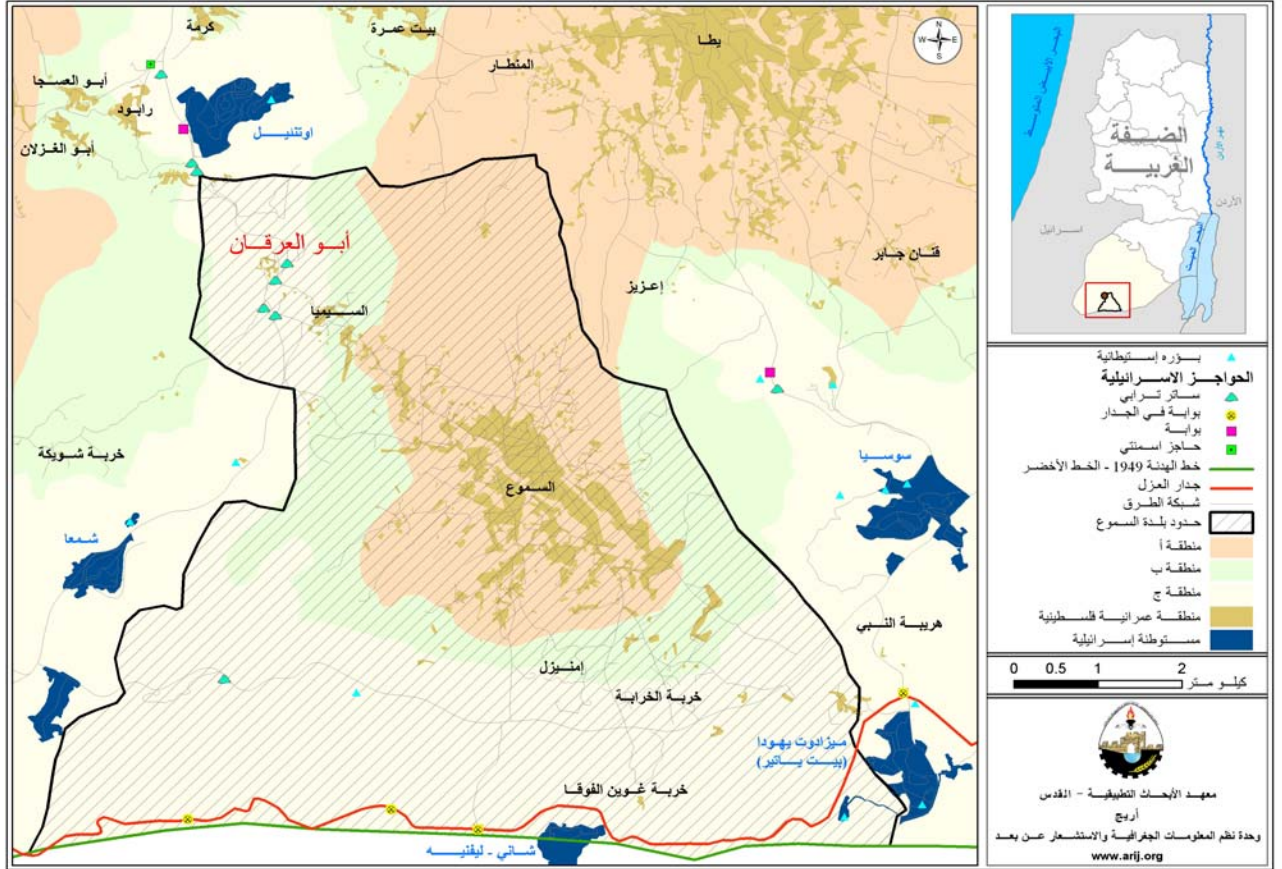 كرمة
بيت عمرة
يطا
N
W E
S
المنطار
أبو العسجا
رابود
اوتنئيل
أبو الغزلان
أبو العرقان
قنان جابر
إعزيز
السيميا
خربة شويكة
سوسيا
السموع
شمعا
هريبة النبي
إمنيزل
خربة الخرابة
ميزادوت يهودا
(بيت ياتير)
خربة غوين الفوقا
شاني - ليفنيه
البحر الأبيض المتوسط
الضفة
الغربية
نهر الأردن
الأردن
اسرائيل
البحر الميت
بؤره إستيطانية
الحواجز الاسرائيلية
ساتر ترابي
بوابة في الجدار
بوابة
حاجز اسمنتي
خط الهدنة 1949 - الخط الأخضر
جدار العزل
شبكة الطرق
حدود بلدة السموع
منطقة أ
منطقة ب
منطقة ج
منطقة عمرانية فلسطينية
مستوطنة إسرائيلية
0 0.5 1 2
كيلو متر
معهد الأبحاث التطبيقية - القدس
أريج
وحدة نظم المعلومات الجغرافية والاستشعار عن بعد
www.arij.org